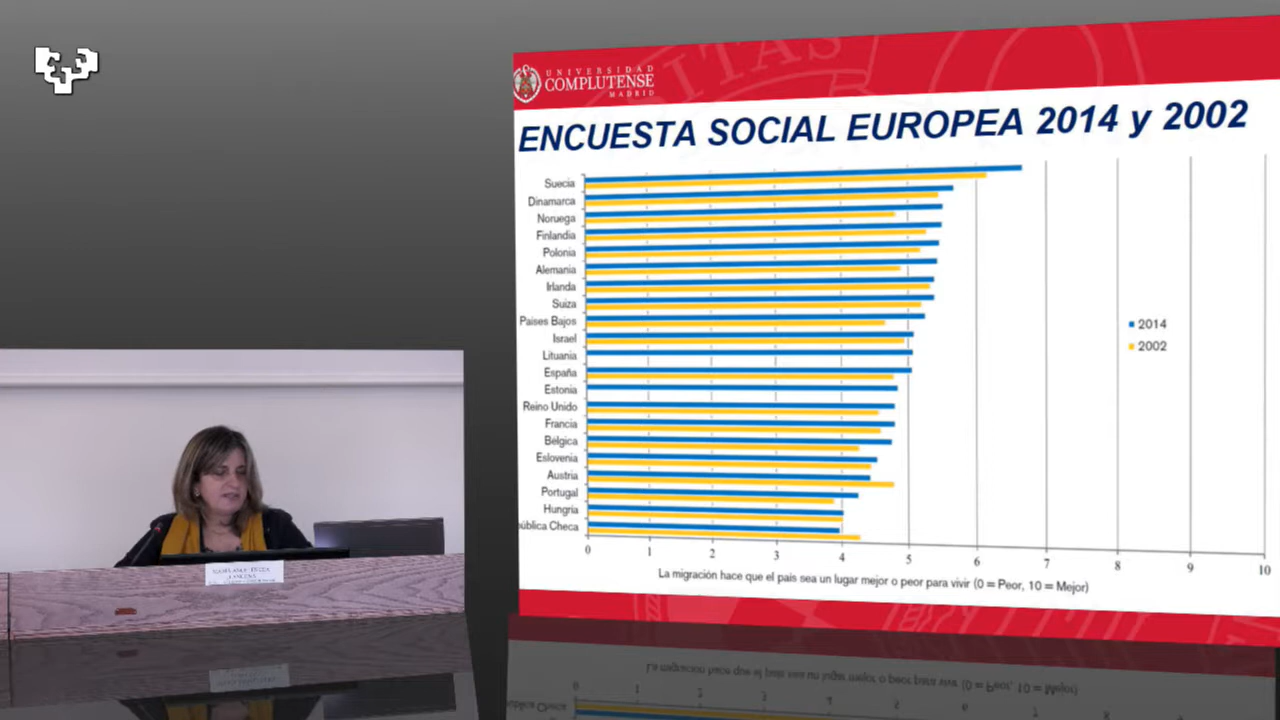 UNIVERSIDAD
COMPLUTENSE
MADRID
ENCUESTA SOCIAL EUROPEA 2014 y 2002
Suecia
Dinamarca
Noruega
Finlandia
Polonia
Alemania
Irlanda
Suiza
Países Bajos
Israel
Lituania
España
Estonia
Reino Unido
Francia
Bélgica
Eslovenia
Austria
Portugal
Hungría
ública Checa
0 1 2 3 4 5 6 7 8 9 10
La migración hace que el país sea un lugar mejor o peor para vivir (0 = Peor, 10 = Mejor)
2014
2002